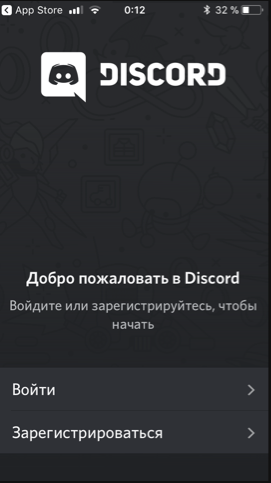 App Store 0:12 32 %
DISCORD
Добро пожаловать в Discord
Войдите или зарегистрируйтесь, чтобы
начать
Войти
Зарегистрироваться